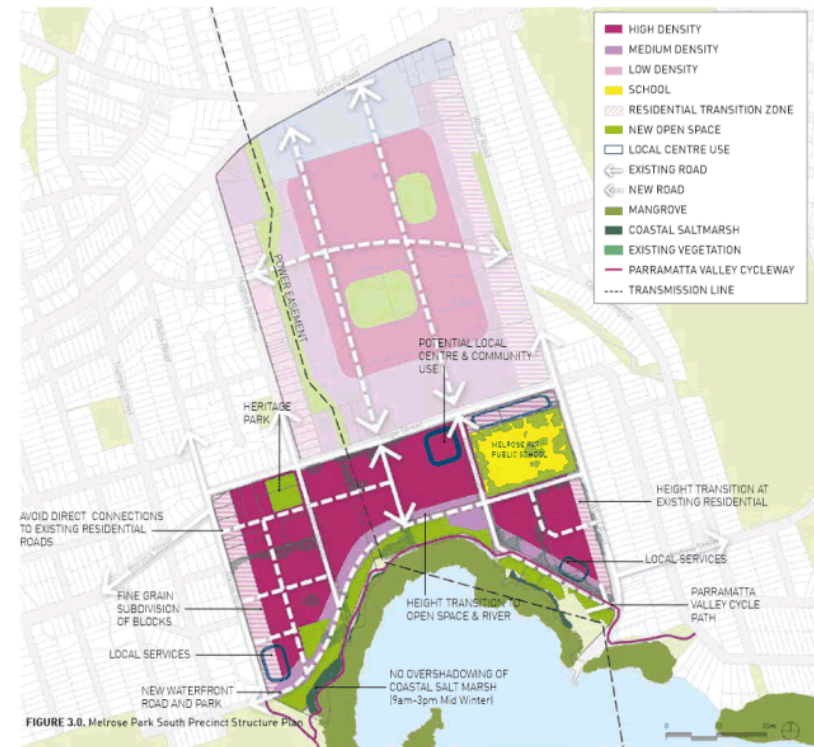 HIGH DENSITY
MEDIUM DENSITY
LOW DENSITY
SCHOOL
RESIDENTIAL TRANSITION ZONE
NEW OPEN SPACE
LOCAL CENTRE USE
EXISTING ROAD
NEW ROAD
MANGROVE
COASTAL SALTMARSH
EXISTING VEGETATION
PARRAMATTA VALLEY CYCLEWAY
TRANSMISSION LINE
Victoria Road
Wharf Road
POWER EASEMENT
POTENTIAL LOCAL
CENTRE & COMMUNITY
USE
HERITAGE
PARK
MELROSE PARK
PUBLIC SCHOOL
AVOID DIRECT CONNECTIONS
TO EXISTING RESIDENTIAL
ROADS
HEIGHT TRANSITION AT
EXISTING RESIDENTIAL
LOCAL SERVICES
FINE GRAIN
SUBDIVISION
OF BLOCKS
HEIGHT TRANSITION TO
OPEN SPACE & RIVER
PARRAMATTA
VALLEY CYCLE
PATH
LOCAL SERVICES
NEW WATERFRONT
ROAD AND PARK
NO OVERSHADOWING OF
COASTAL SALT MARSH
(9am-3pm Mid Winter)
FIGURE 3.0. Melrose Park South Precinct Structure Plan